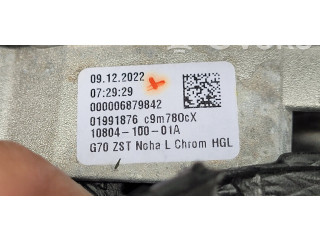 09.12.2022
07:29:29
000006879842
01991876 c9m780cX
10804-100-01A
G70 ZST Noha L Chrom HGL